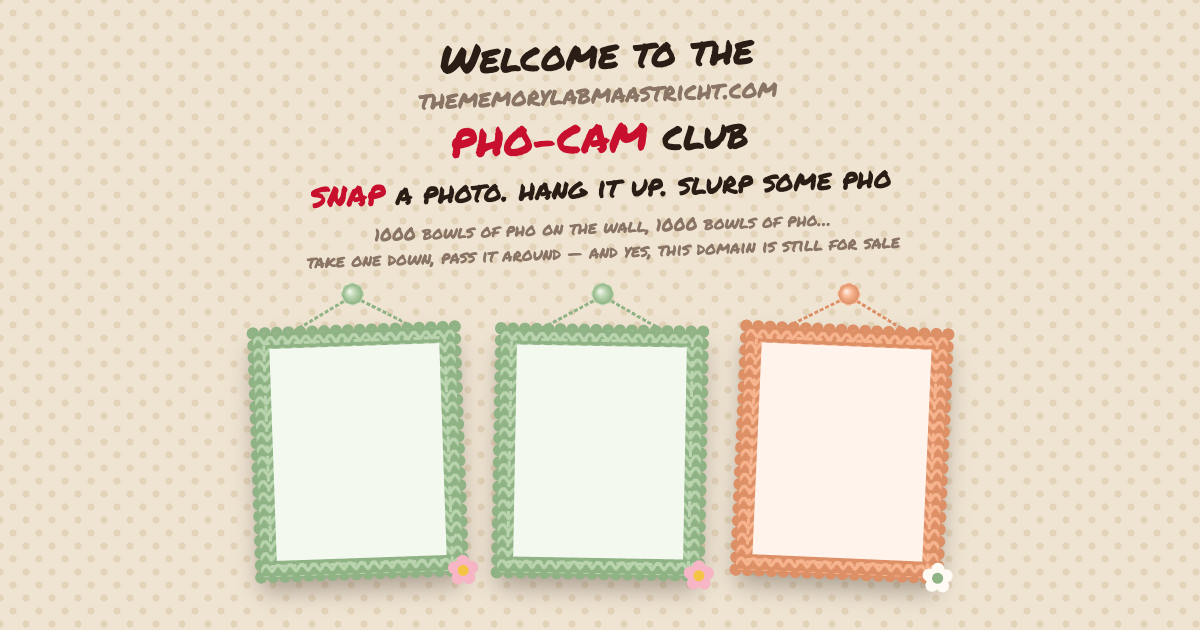 Welcome to the
thememorylabmaastricht.com
PHO-CAM club
SNAP a photo. Hang it up. Slurp some pho
1000 bowls of pho on the wall, 1000 bowls of pho...
Take one down, pass it around — and yes, this domain is still for sale